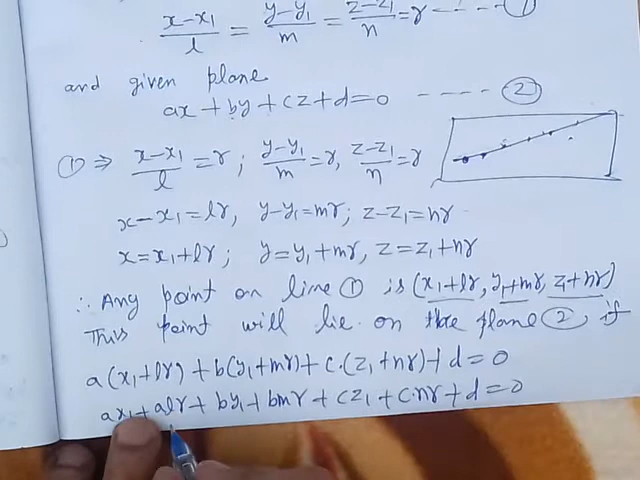 x-x₁/l = y-y₁/m = z-z₁/n = r ---- ①
and given plane
ax+by+cz+d=0 ---- ②
① ⇒ x-x₁/l = r ; y-y₁/m = r, z-z₁/n = r
x-x₁=lr, y-y₁=mr; z-z₁=nr
x=x₁+lr; y=y₁+mr, z=z₁+nr
∴ Any point on line ① is (x₁+lr, y₁+mr, z₁+nr)
This point will lie on the plane ②, if
a(x₁+lr)+b(y₁+mr)+c.(z₁+nr)+d=0
ax₁+alr+by₁+bmr+cz₁+cnr+d=0